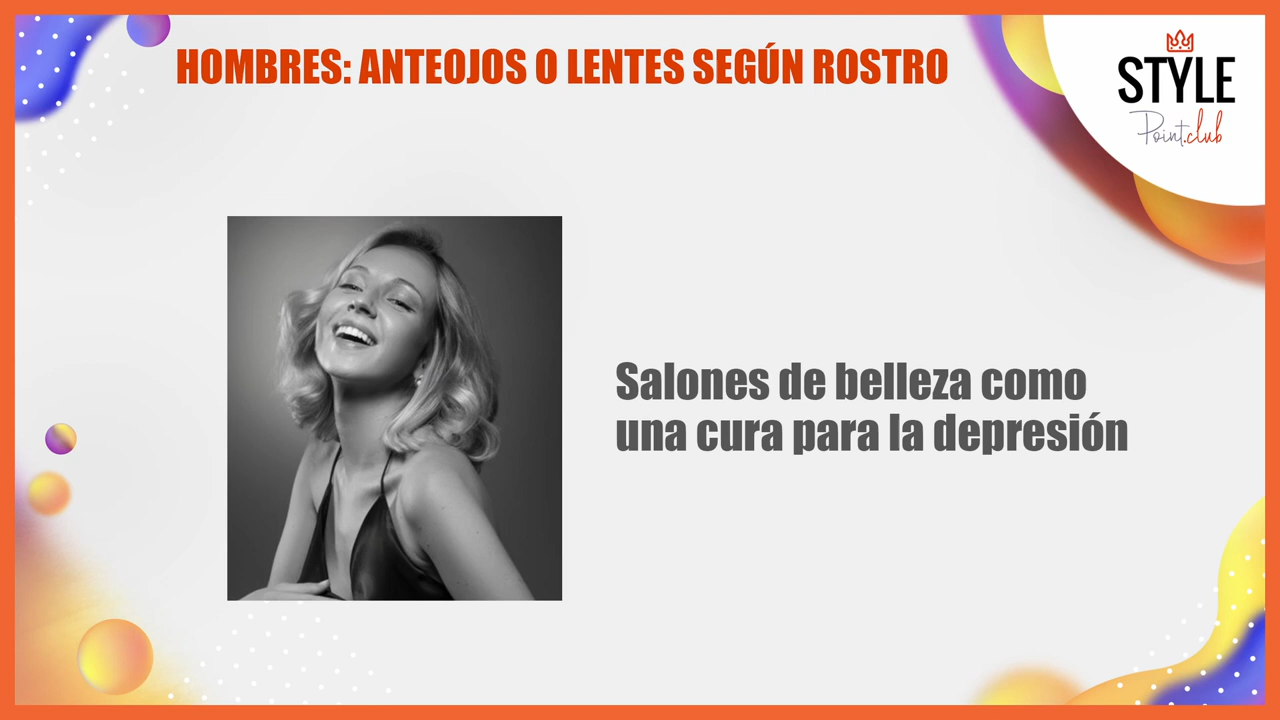 HOMBRES: ANTEOJOS O LENTES SEGÚN ROSTRO
STYLE
Point.club
Salones de belleza como
una cura para la depresión